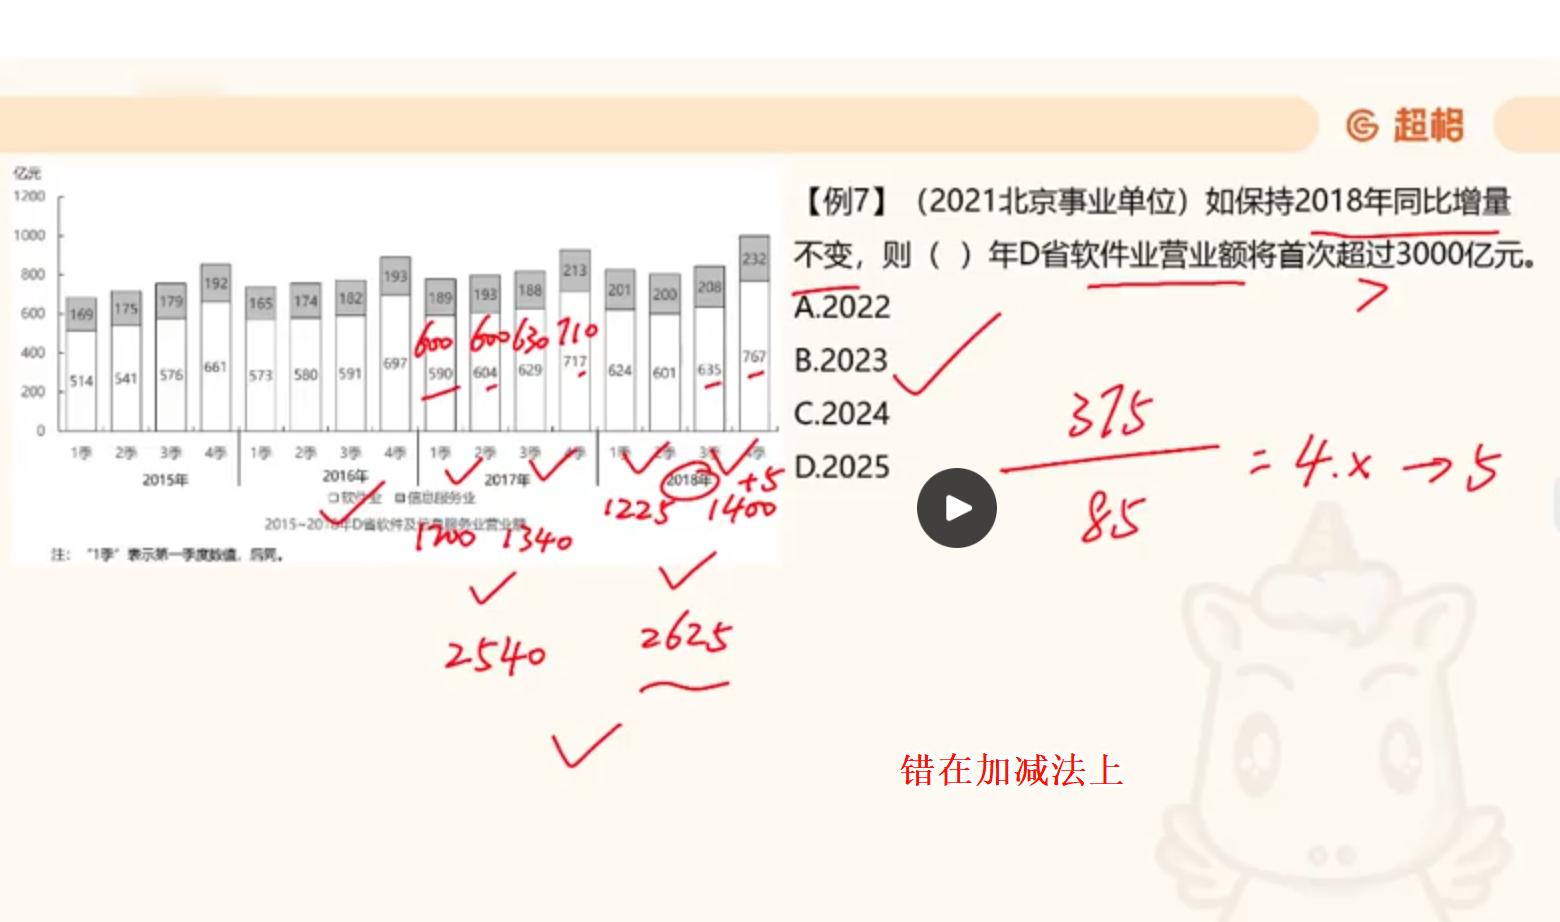 超格
亿元
1200
1000
800
600
400
200
0
169 175 179 192 165 174 182 193 189 193 188 213 201 200 208 232
600 600 630 710
514 541 576 661 573 580 591 697 590 604 629 717 624 601 635 767
1季 2季 3季 4季 1季 2季 3季 4季 1季 2季 3季 4季 1季 2季 3季 4季
2015年 2016年 2017年 2018年
软件业 信息服务业
2015~2018年D省软件及信息服务业营业额
注：“1季”表示第一季度数值，后同。
+5
1200 1340 1225 1400
2540 2625
【例7】（2021北京事业单位）如保持2018年同比增量
不变，则（ ）年D省软件业营业额将首次超过3000亿元。
>
A.2022
B.2023
C.2024
D.2025
375
85
=4.x→5
错在加减法上